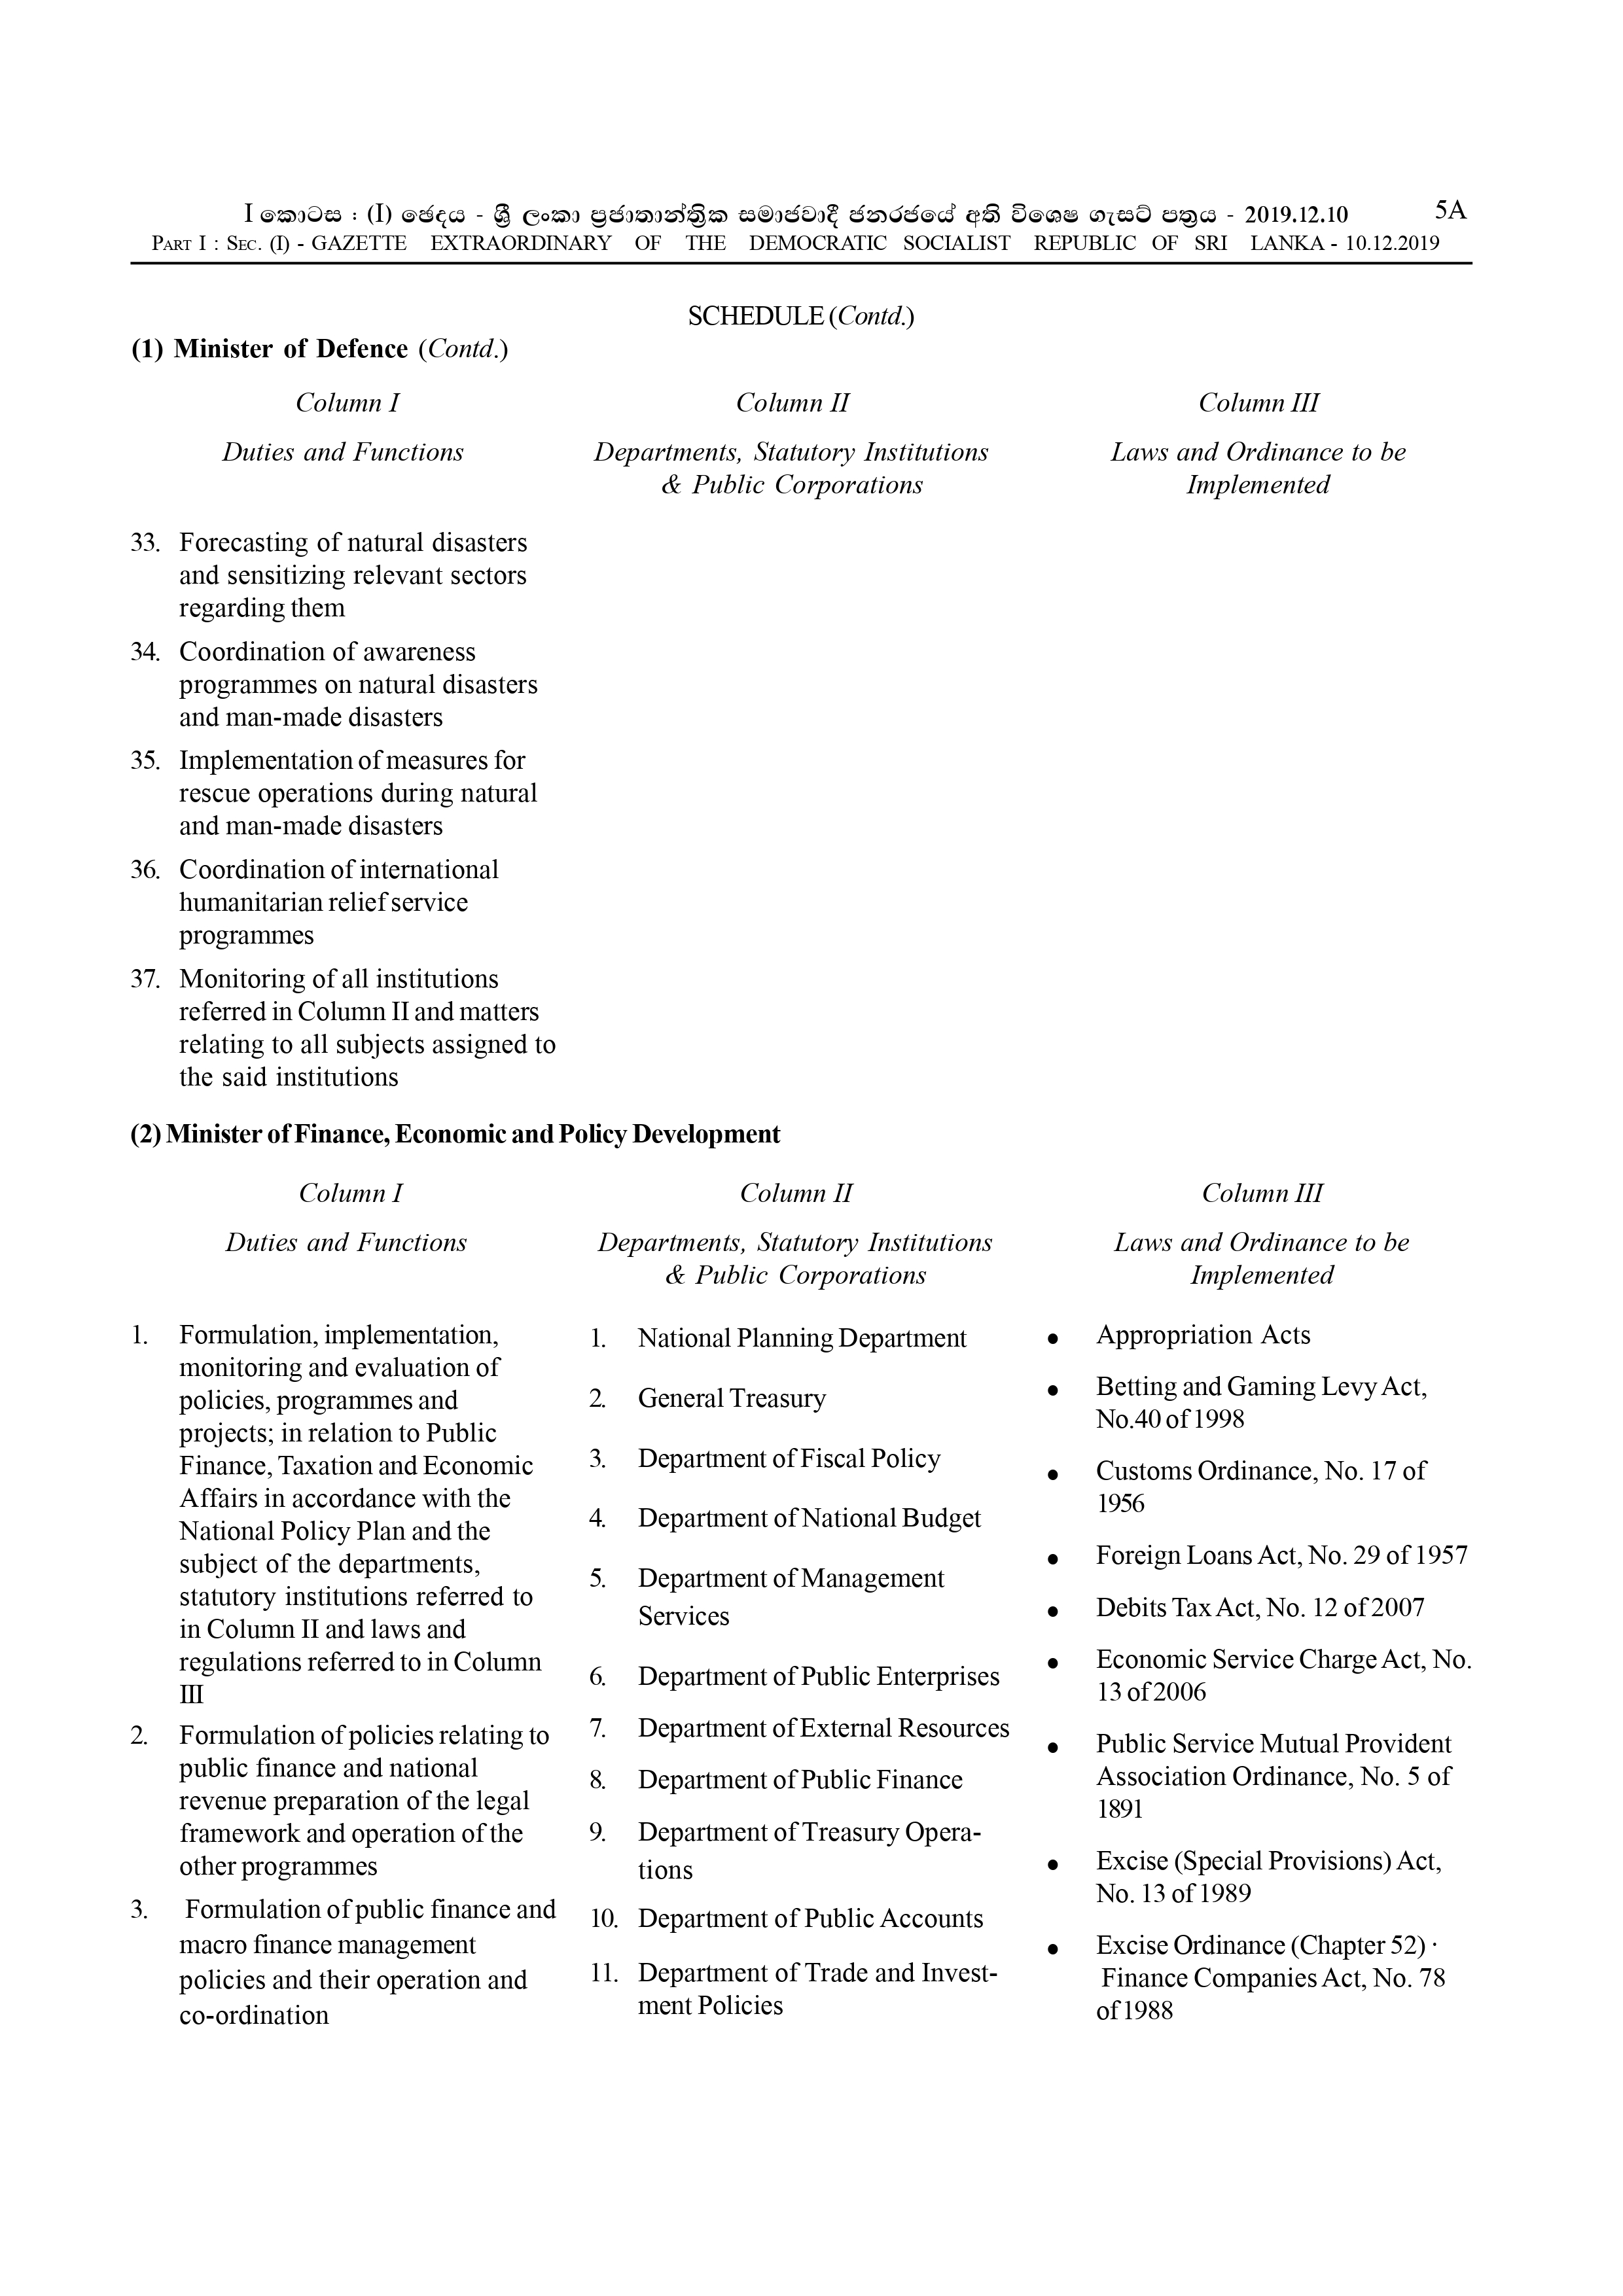 I කොටස : (I) ඡෙදය - ශ්‍රී ලංකා ප්‍රජාතාන්ත්‍රික සමාජවාදී ජනරජයේ අති විශෙෂ ගැසට් පත්‍රය - 2019.12.10 5A
PART I : SEC. (I) - GAZETTE EXTRAORDINARY OF THE DEMOCRATIC SOCIALIST REPUBLIC OF SRI LANKA - 10.12.2019
SCHEDULE (Contd.)
(1) Minister of Defence (Contd.)
Column I
Duties and Functions
Column II
Departments, Statutory Institutions
& Public Corporations
Column III
Laws and Ordinance to be
Implemented
33. Forecasting of natural disasters
and sensitizing relevant sectors
regarding them
34. Coordination of awareness
programmes on natural disasters
and man-made disasters
35. Implementation of measures for
rescue operations during natural
and man-made disasters
36. Coordination of international
humanitarian relief service
programmes
37. Monitoring of all institutions
referred in Column II and matters
relating to all subjects assigned to
the said institutions
(2) Minister of Finance, Economic and Policy Development
Column I
Duties and Functions
Column II
Departments, Statutory Institutions
& Public Corporations
Column III
Laws and Ordinance to be
Implemented
1. Formulation, implementation,
monitoring and evaluation of
policies, programmes and
projects; in relation to Public
Finance, Taxation and Economic
Affairs in accordance with the
National Policy Plan and the
subject of the departments,
statutory institutions referred to
in Column II and laws and
regulations referred to in Column
III
2. Formulation of policies relating to
public finance and national
revenue preparation of the legal
framework and operation of the
other programmes
3. Formulation of public finance and
macro finance management
policies and their operation and
co-ordination
1. National Planning Department
2. General Treasury
3. Department of Fiscal Policy
4. Department of National Budget
5. Department of Management
Services
6. Department of Public Enterprises
7. Department of External Resources
8. Department of Public Finance
9. Department of Treasury Opera-
tions
10. Department of Public Accounts
11. Department of Trade and Invest-
ment Policies
● Appropriation Acts
● Betting and Gaming Levy Act,
No.40 of 1998
● Customs Ordinance, No. 17 of
1956
● Foreign Loans Act, No. 29 of 1957
● Debits Tax Act, No. 12 of 2007
● Economic Service Charge Act, No.
13 of 2006
● Public Service Mutual Provident
Association Ordinance, No. 5 of
1891
● Excise (Special Provisions) Act,
No. 13 of 1989
● Excise Ordinance (Chapter 52) ·
Finance Companies Act, No. 78
of 1988